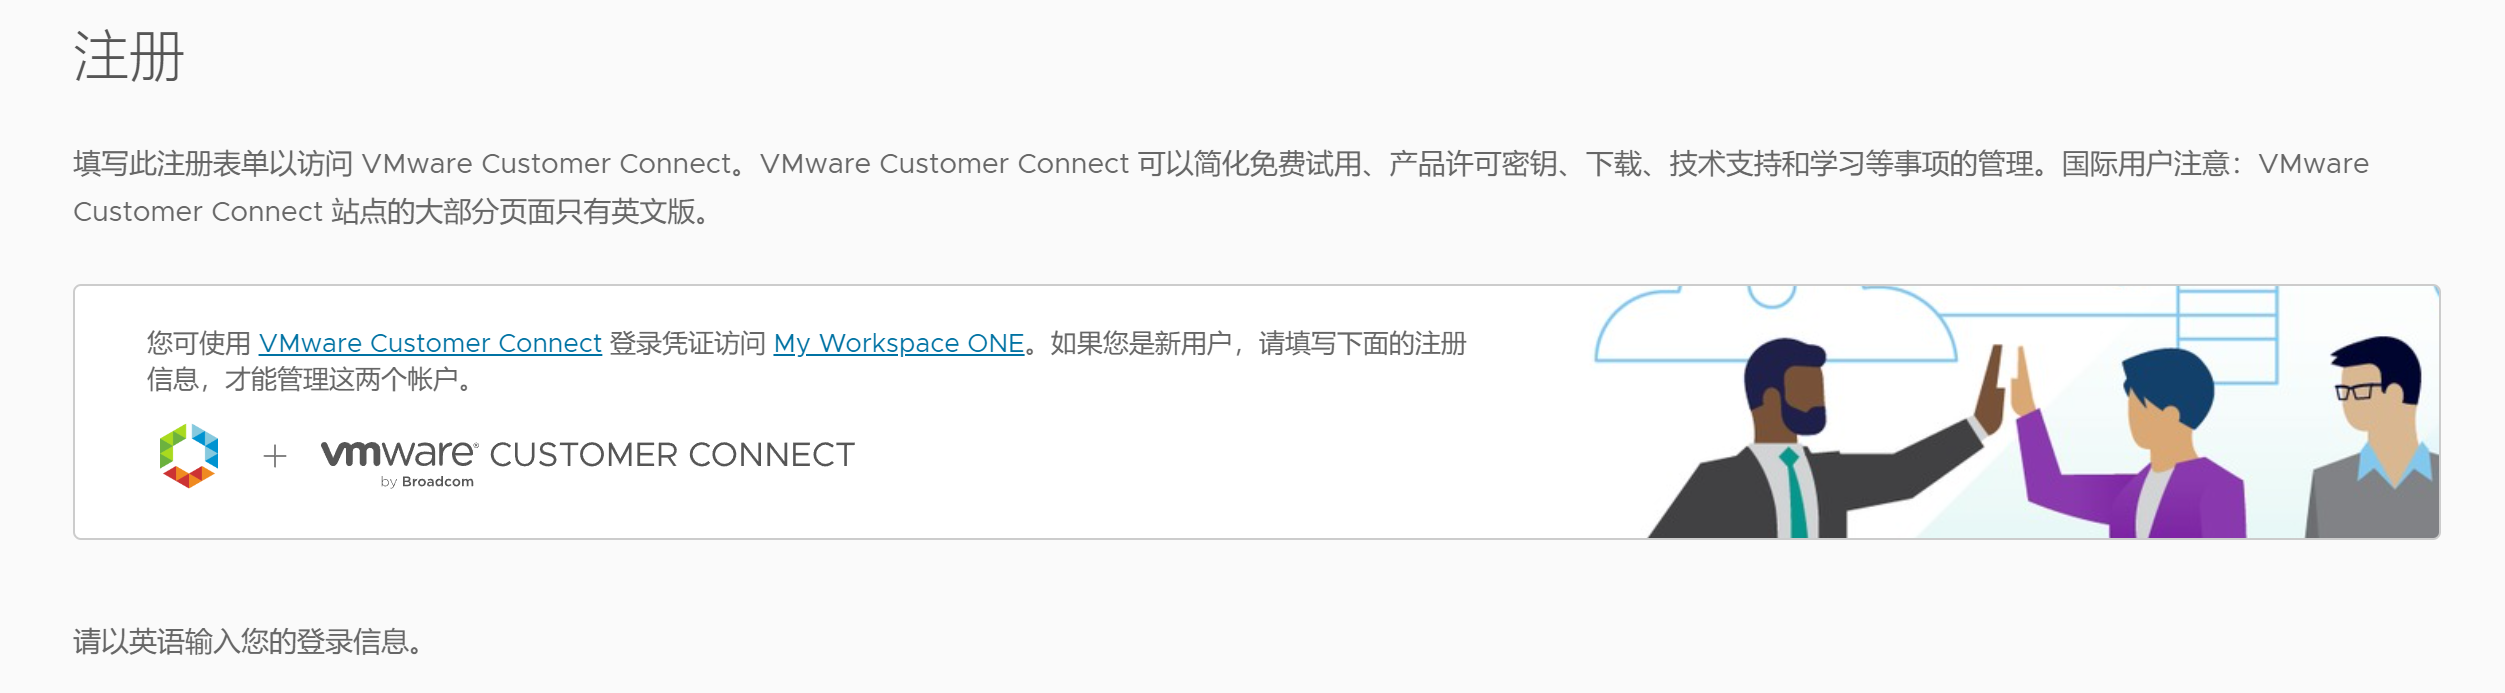 注册
填写此注册表单以访问 VMware Customer Connect。VMware Customer Connect 可以简化免费试用、产品许可密钥、下载、技术支持和学习等事项的管理。国际用户注意：VMware
Customer Connect 站点的大部分页面只有英文版。
您可使用 VMware Customer Connect 登录凭证访问 My Workspace ONE。如果您是新用户，请填写下面的注册
信息，才能管理这两个帐户。
+ vmware® CUSTOMER CONNECT
by Broadcom
请以英语输入您的登录信息。